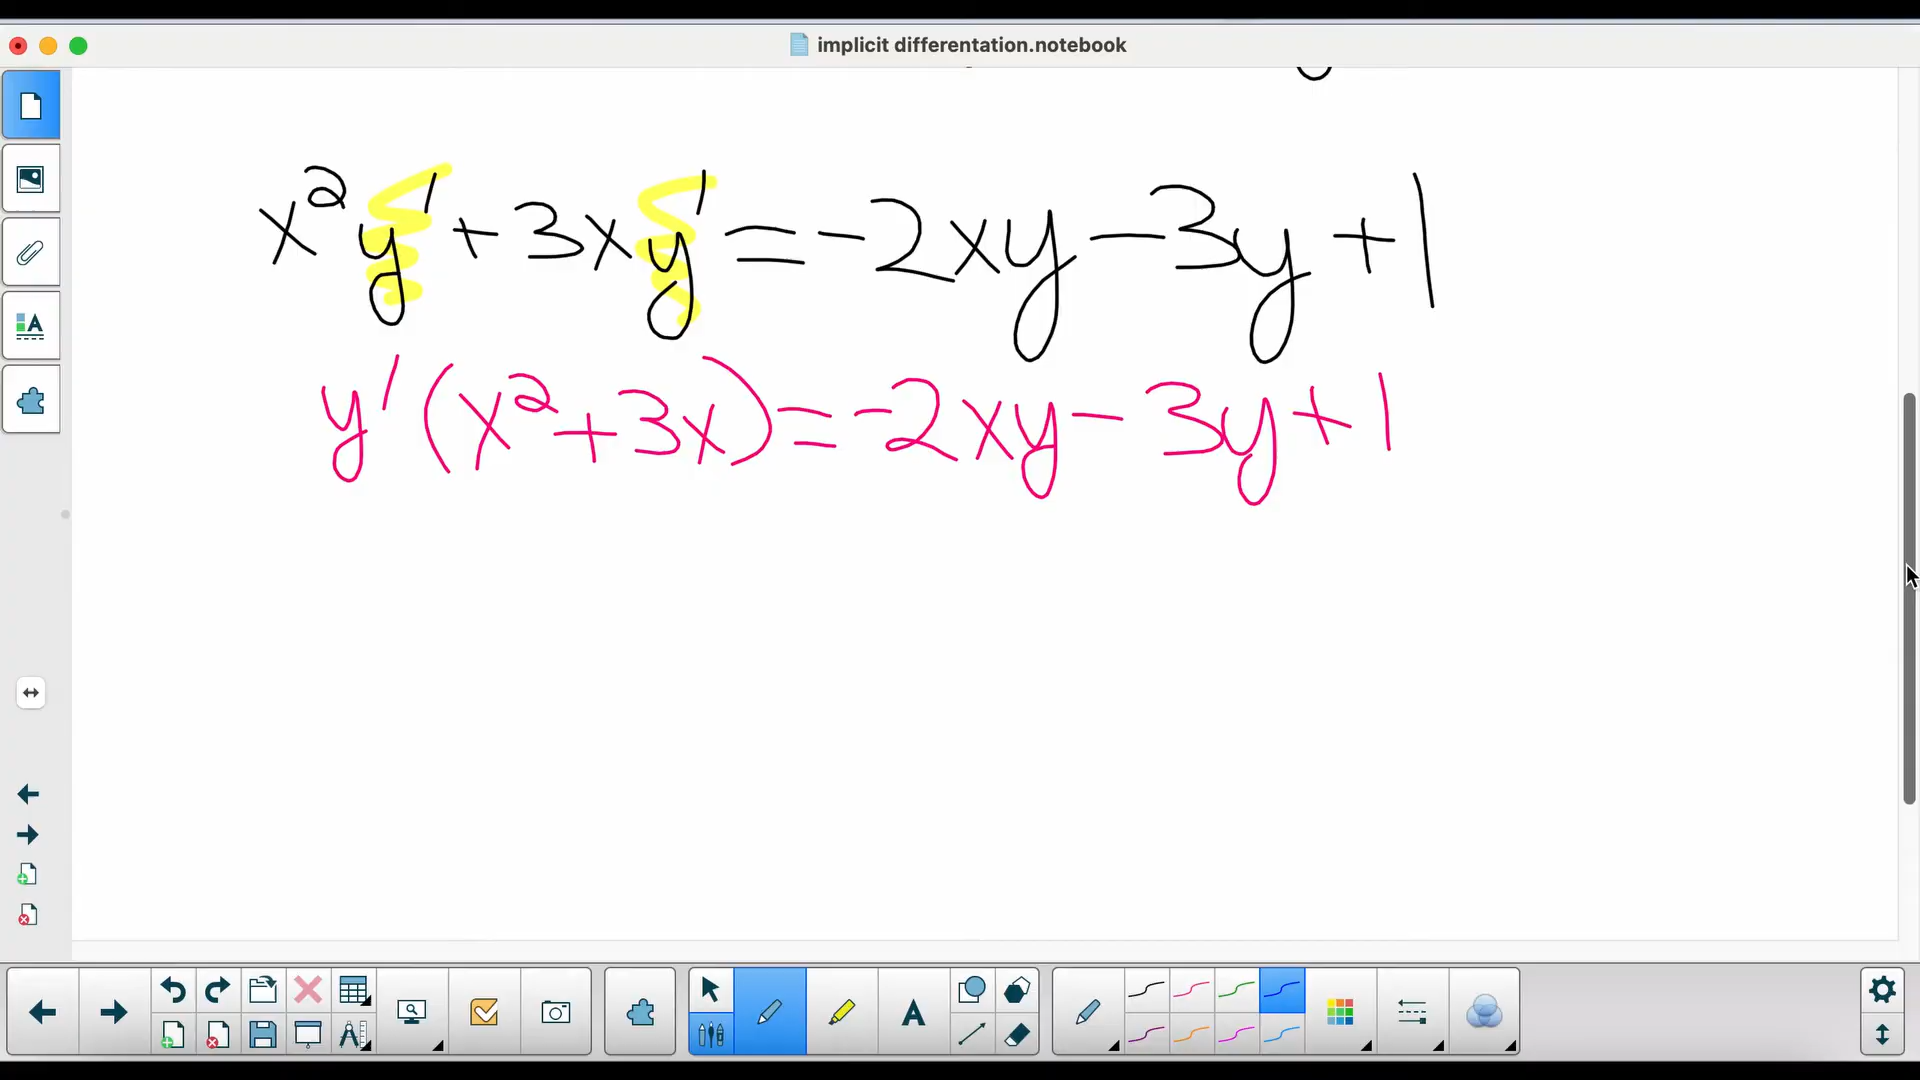 implicit differentation.notebook
x²y' + 3xy' = -2xy - 3y + 1
y'(x² + 3x) = -2xy - 3y + 1